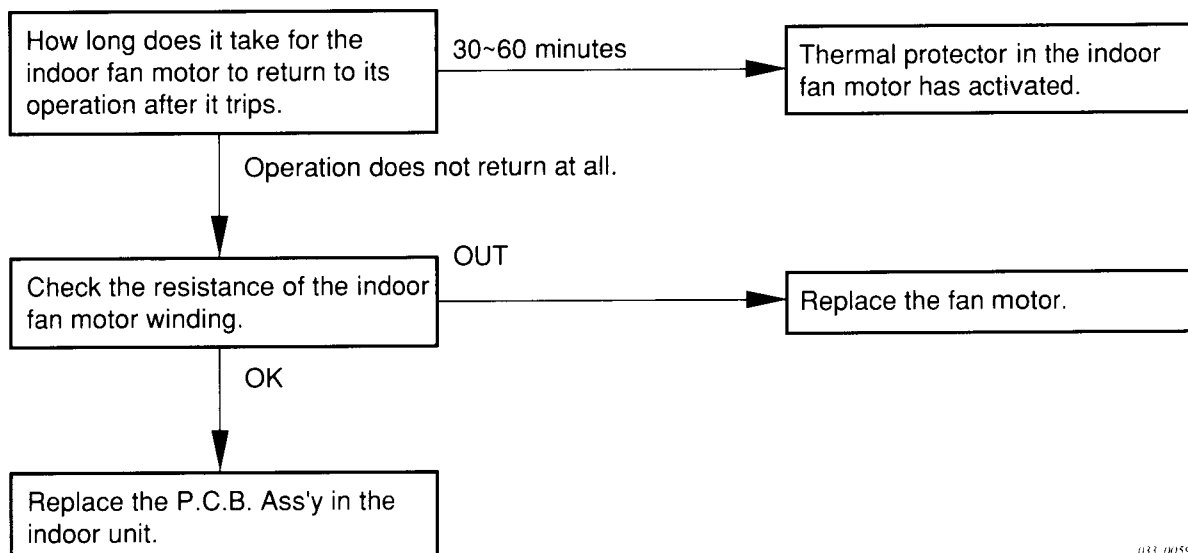 How long does it take for the
indoor fan motor to return to its
operation after it trips.
30~60 minutes
Thermal protector in the indoor
fan motor has activated.
Operation does not return at all.
Check the resistance of the indoor
fan motor winding.
OUT
Replace the fan motor.
OK
Replace the P.C.B. Ass'y in the
indoor unit.